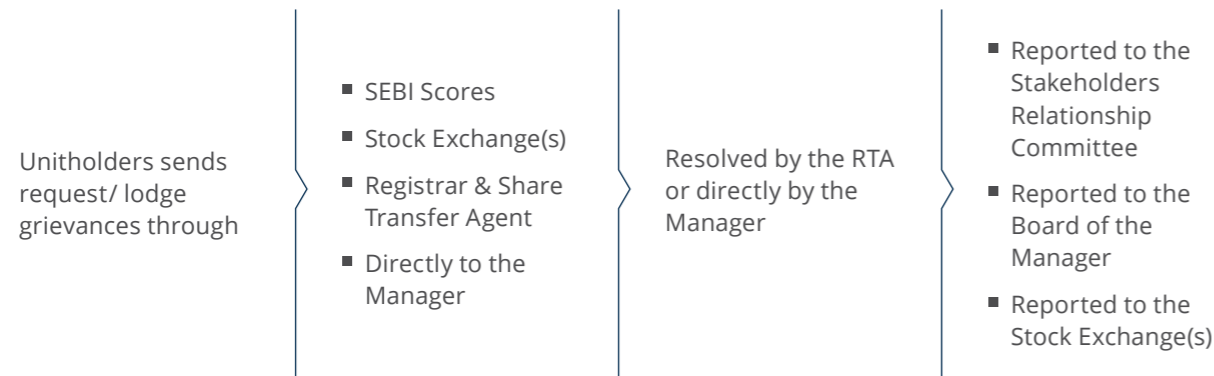 Unitholders sends
request/ lodge
grievances through
■ SEBI Scores
■ Stock Exchange(s)
■ Registrar & Share
Transfer Agent
■ Directly to the
Manager
Resolved by the RTA
or directly by the
Manager
■ Reported to the
Stakeholders
Relationship
Committee
■ Reported to the
Board of the
Manager
■ Reported to the
Stock Exchange(s)